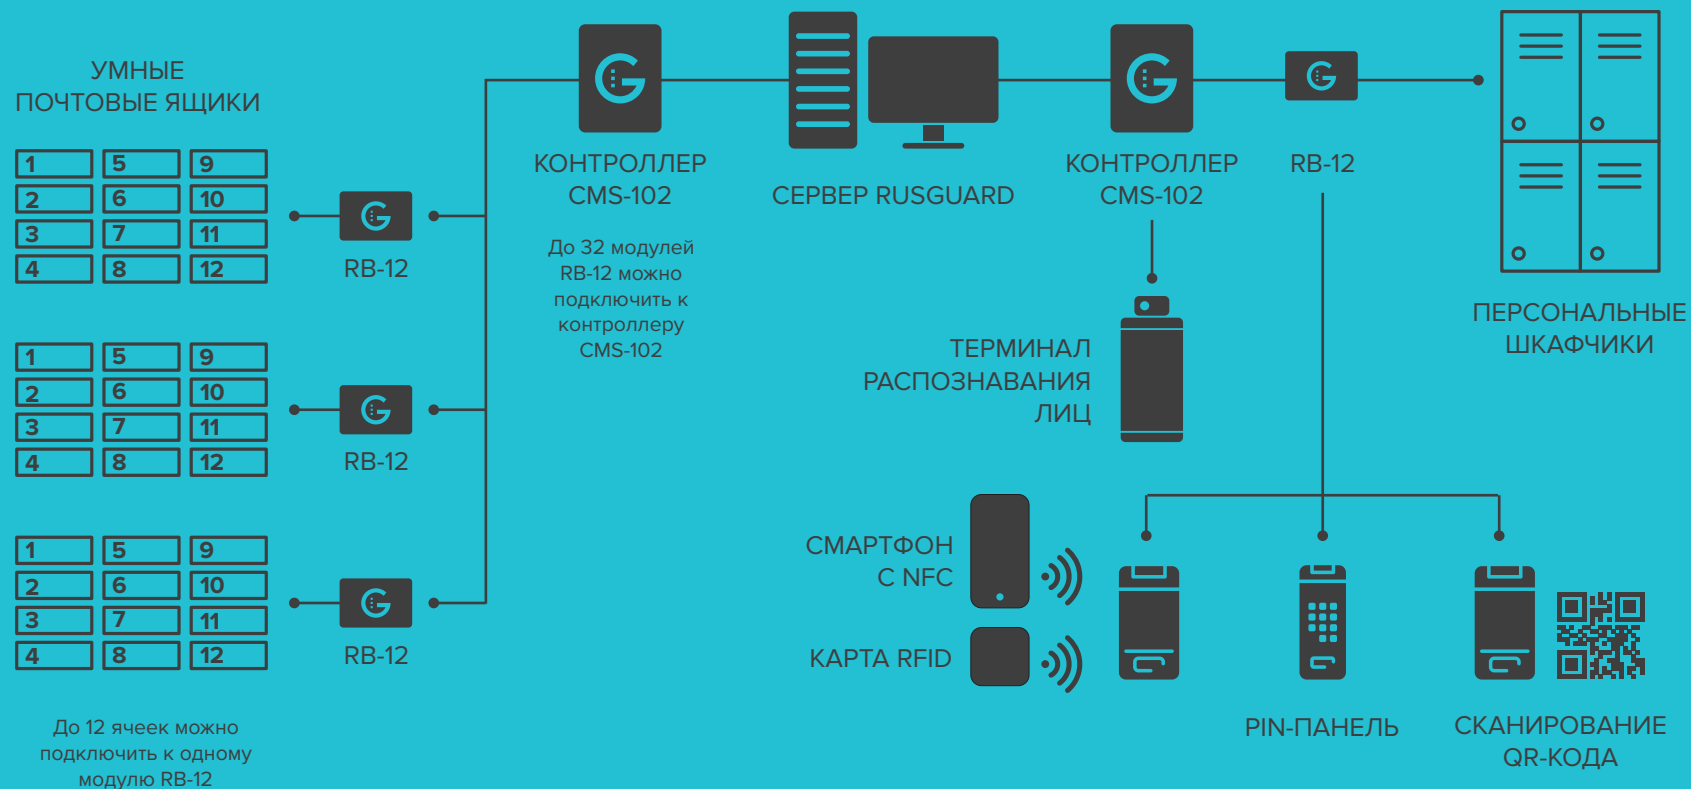 УМНЫЕ
ПОЧТОВЫЕ ЯЩИКИ
1 5 9
2 6 10
3 7 11
4 8 12
RB-12
1 5 9
2 6 10
3 7 11
4 8 12
RB-12
1 5 9
2 6 10
3 7 11
4 8 12
RB-12
До 12 ячеек можно
подключить к одному
модулю RB-12
КОНТРОЛЛЕР
CMS-102
До 32 модулей
RB-12 можно
подключить к
контроллеру
CMS-102
СЕРВЕР RUSGUARD
КОНТРОЛЛЕР
CMS-102
RB-12
ПЕРСОНАЛЬНЫЕ
ШКАФЧИКИ
ТЕРМИНАЛ
РАСПОЗНАВАНИЯ
ЛИЦ
СМАРТФОН
С NFC
КАРТА RFID
PIN-ПАНЕЛЬ
СКАНИРОВАНИЕ
QR-КОДА